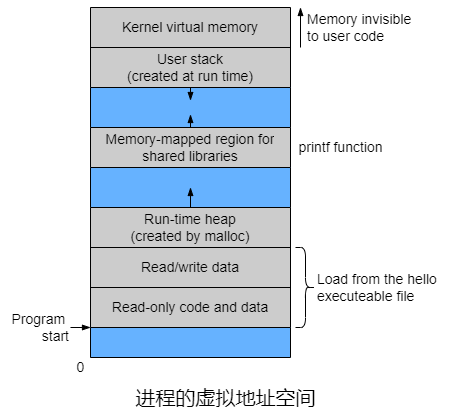 Kernel virtual memory
Memory invisible
to user code
User stack
(created at run time)
Memory-mapped region for
shared libraries
printf function
Run-time heap
(created by malloc)
Read/write data
Load from the hello
executeable file
Read-only code and data
Program
start
0
进程的虚拟地址空间